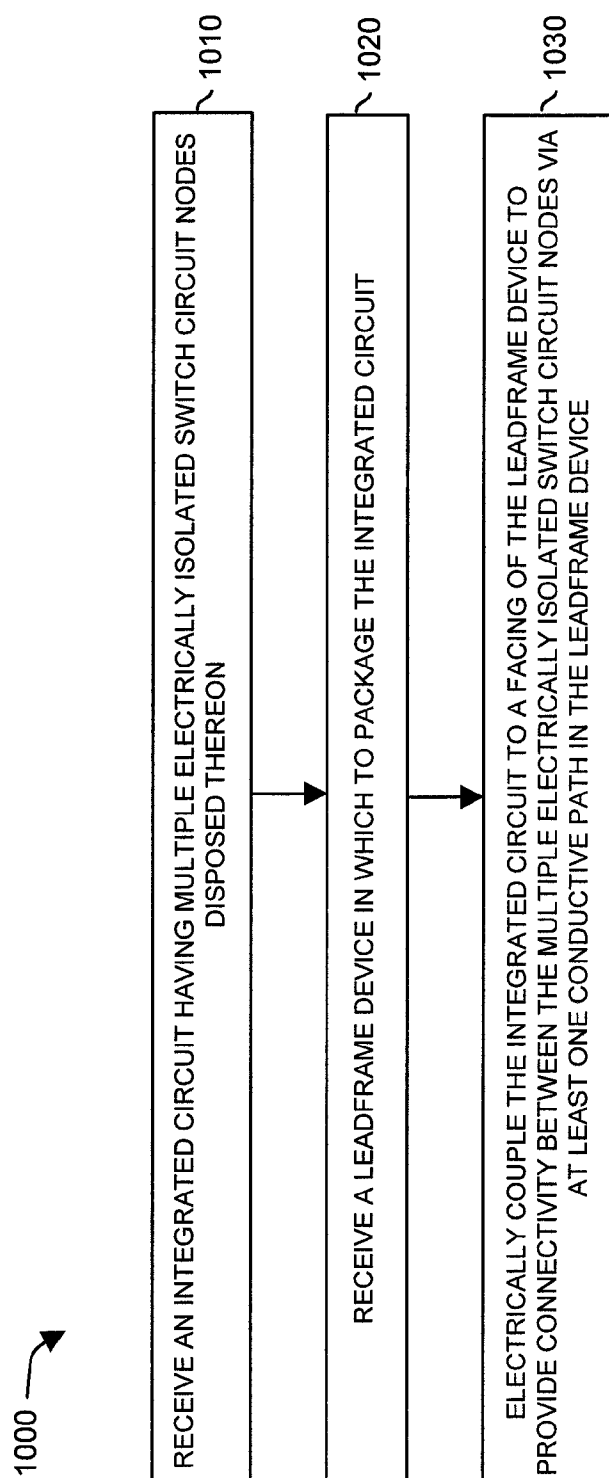 1000
RECEIVE AN INTEGRATED CIRCUIT HAVING MULTIPLE ELECTRICALLY ISOLATED SWITCH CIRCUIT NODES
DISPOSED THEREON
1010
RECEIVE A LEADFRAME DEVICE IN WHICH TO PACKAGE THE INTEGRATED CIRCUIT
1020
ELECTRICALLY COUPLE THE INTEGRATED CIRCUIT TO A FACING OF THE LEADFRAME DEVICE TO
PROVIDE CONNECTIVITY BETWEEN THE MULTIPLE ELECTRICALLY ISOLATED SWITCH CIRCUIT NODES VIA
AT LEAST ONE CONDUCTIVE PATH IN THE LEADFRAME DEVICE
1030